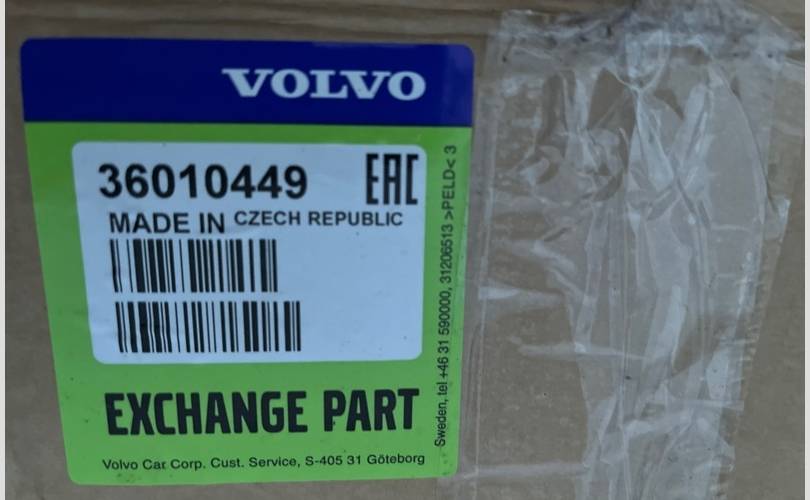 VOLVO
36010449 EAC
MADE IN CZECH REPUBLIC
EXCHANGE PART
Volvo Car Corp. Cust. Service, S-405 31 Göteborg
Sweden, tel +46 31 590000, 31206513 >PELD< 3